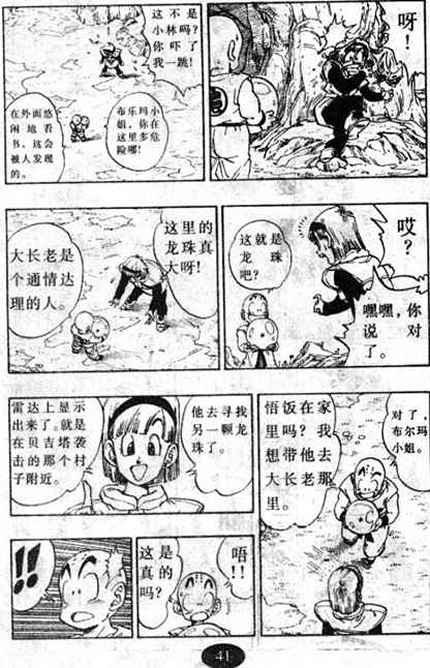 呀！
这不是
小林吗？
你吓了
我一跳！
布乐玛小
姐，你在
这里多危
险哪！
在外面悠
闲地看
书，这会
被人发现
的。
哎？
这就是
龙珠
吧？
嘿嘿，你
说对
了。
这里的
龙珠真
大呀！
大长老是
个通情达
理的人。
对了，
布尔玛
小姐。
悟饭在家
里吗？我
想带他去
大长老那
里。
他去寻找
另一颗龙
珠了。
雷达上显示
出来了。就是
在贝吉塔袭
击的那个村
子附近。
唔!!
这是
真的
吗？
!!
41